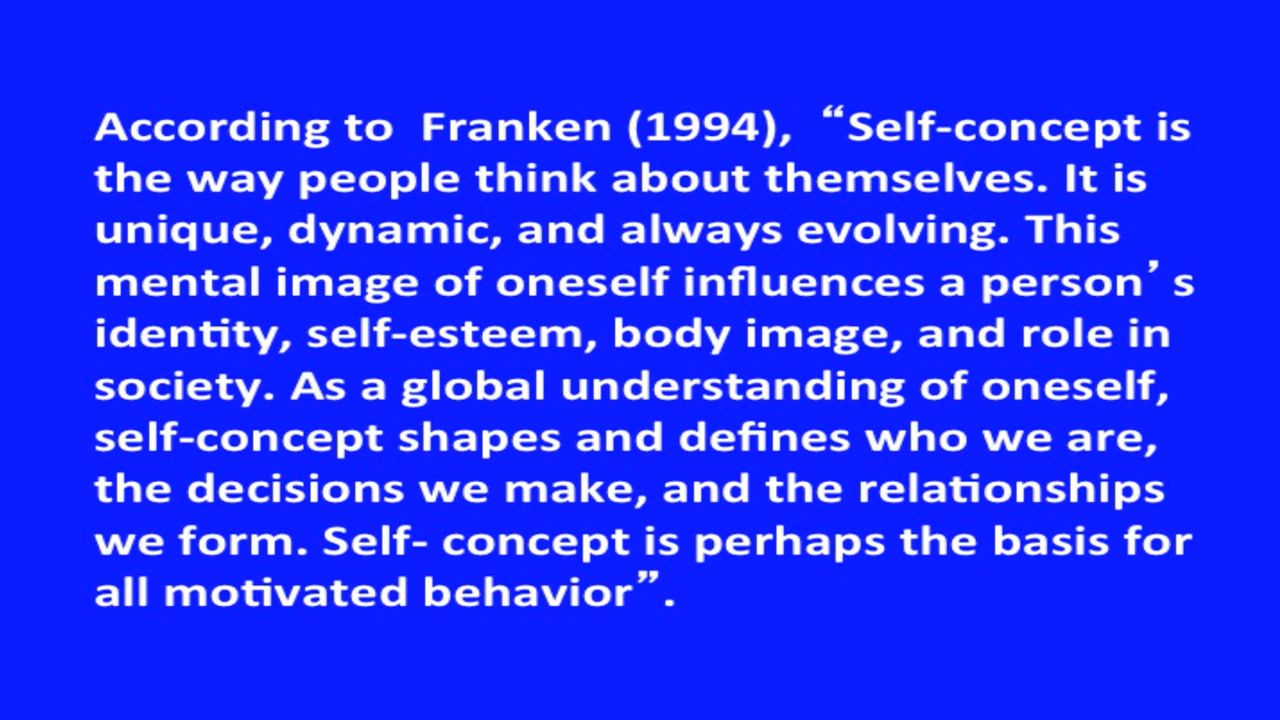 According to  Franken (1994),  “Self-concept is
the way people think about themselves. It is
unique, dynamic, and always evolving. This
mental image of oneself influences a person’ s
identity, self-esteem, body image, and role in
society. As a global understanding of oneself,
self-concept shapes and defines who we are,
the decisions we make, and the relationships
we form. Self- concept is perhaps the basis for
all motivated behavior”.